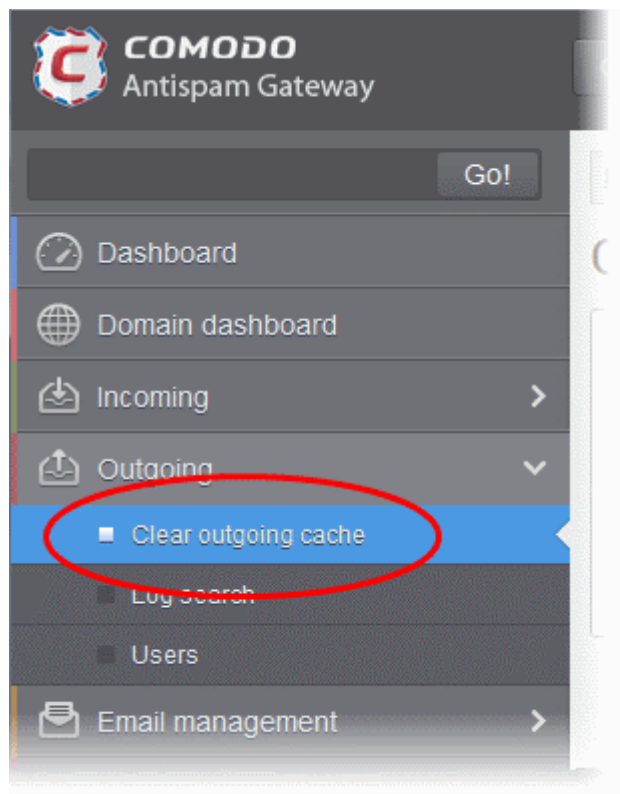 COMODO
Antispam Gateway
Go!
Dashboard
Domain dashboard
Incoming
Outgoing
Clear outgoing cache
Log search
Users
Email management